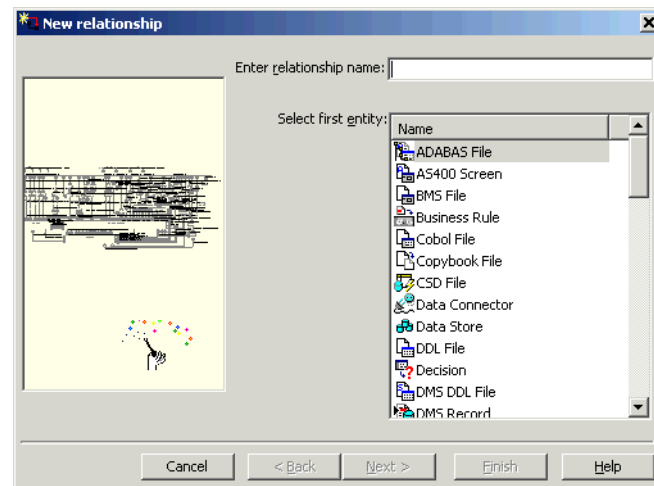 New relationship
Enter relationship name:
Select first entity:
Name
ADABAS File
AS400 Screen
BMS File
Business Rule
Cobol File
Copybook File
CSD File
Data Connector
Data Store
DDL File
Decision
DMS DDL File
DMS Record
Cancel
< Back
Next >
Finish
Help